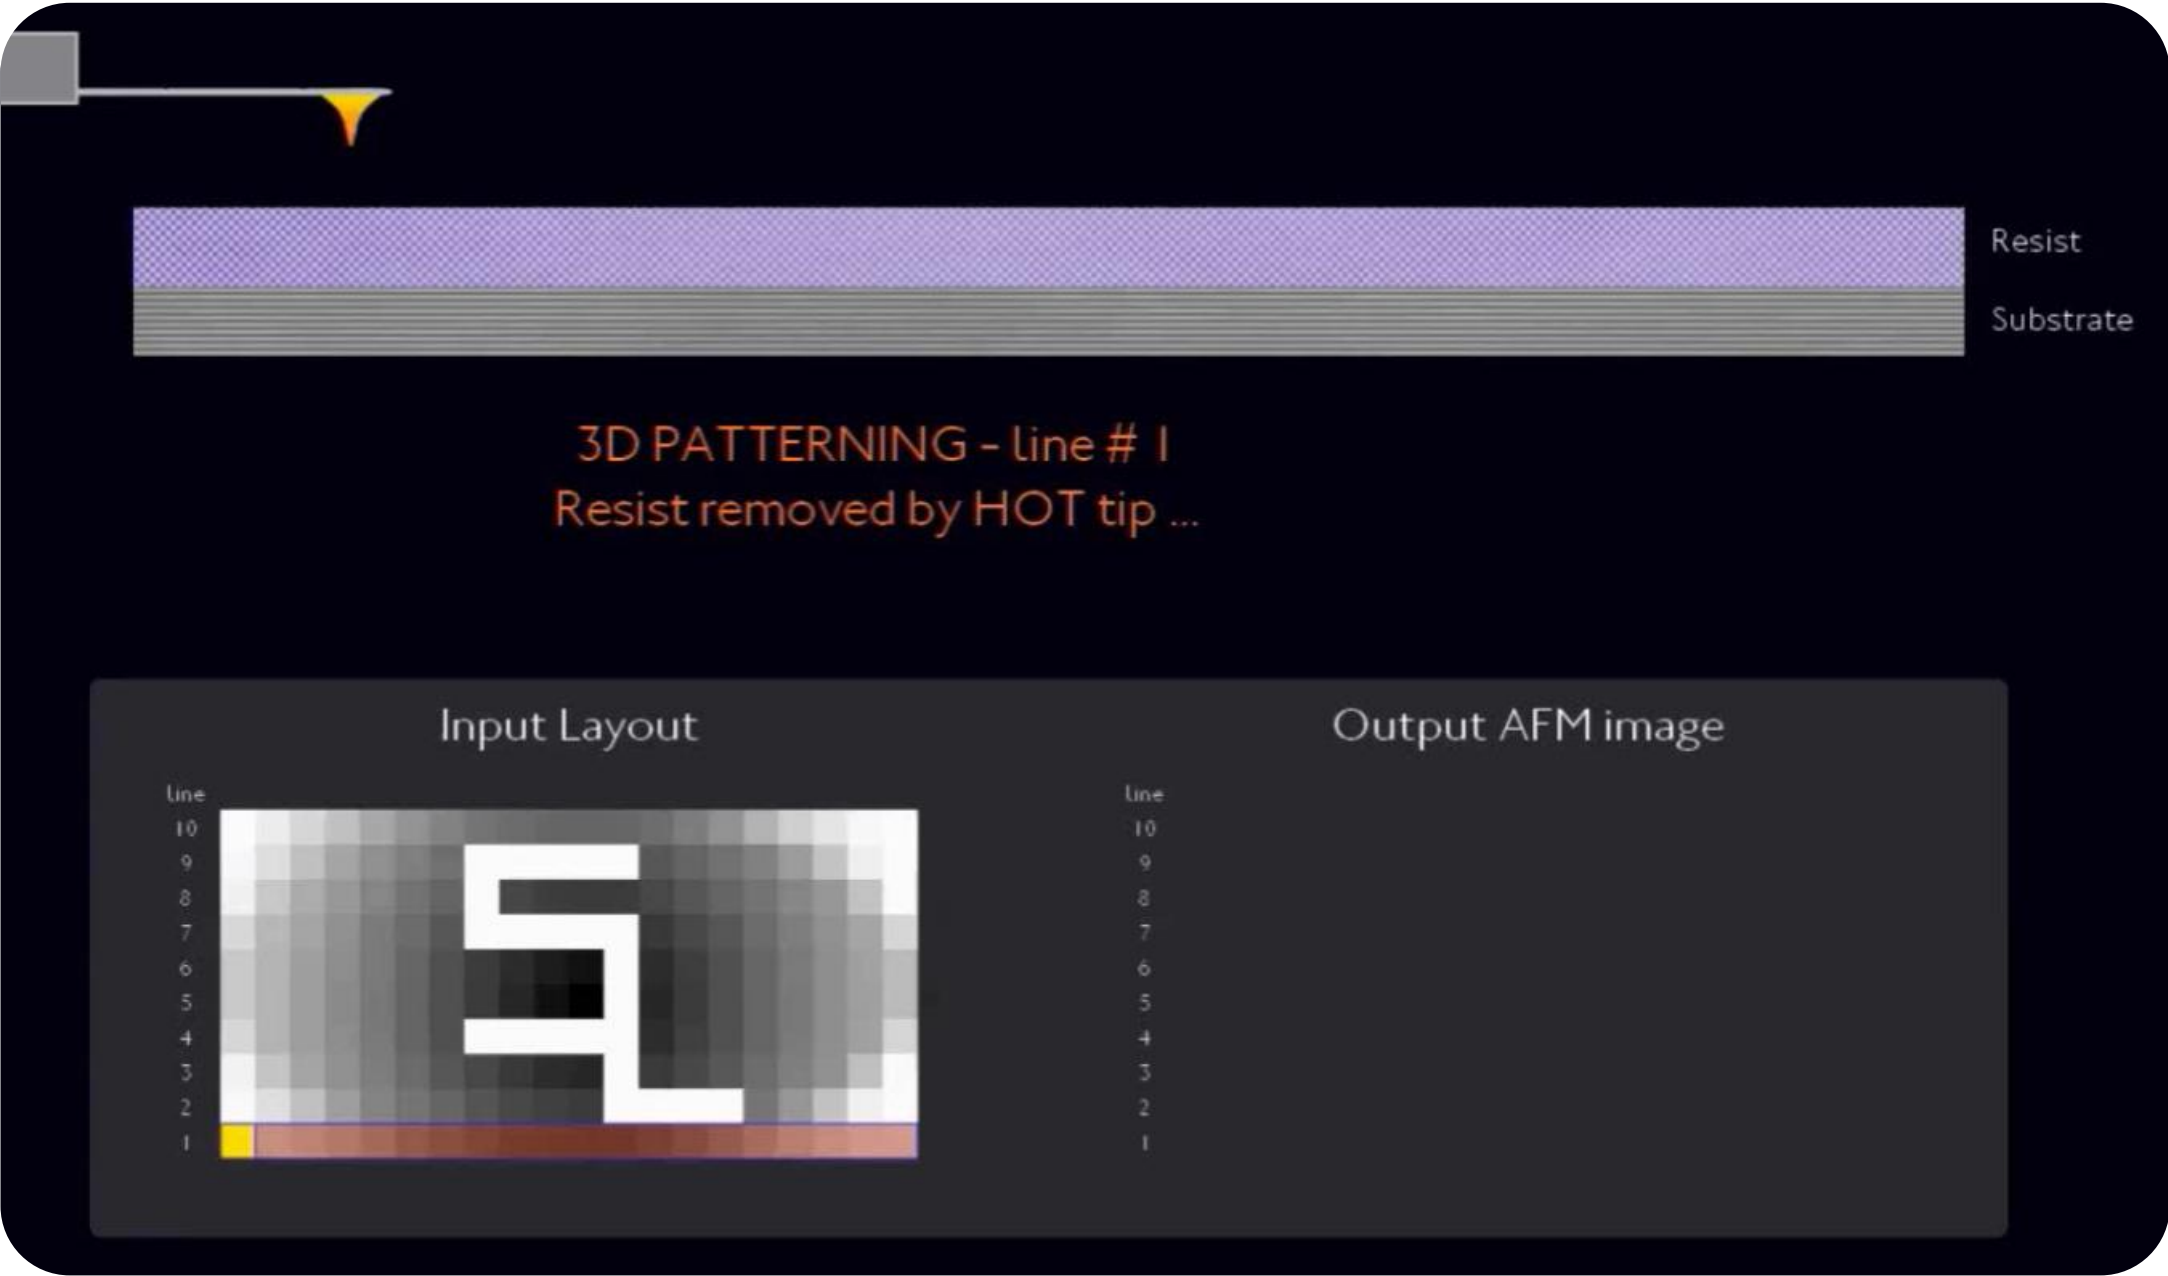 Resist
Substrate
3D PATTERNING - line # 1
Resist removed by HOT tip ...
Input Layout
line
10
9
8
7
6
5
4
3
2
1
Output AFM image
line
10
9
8
7
6
5
4
3
2
1